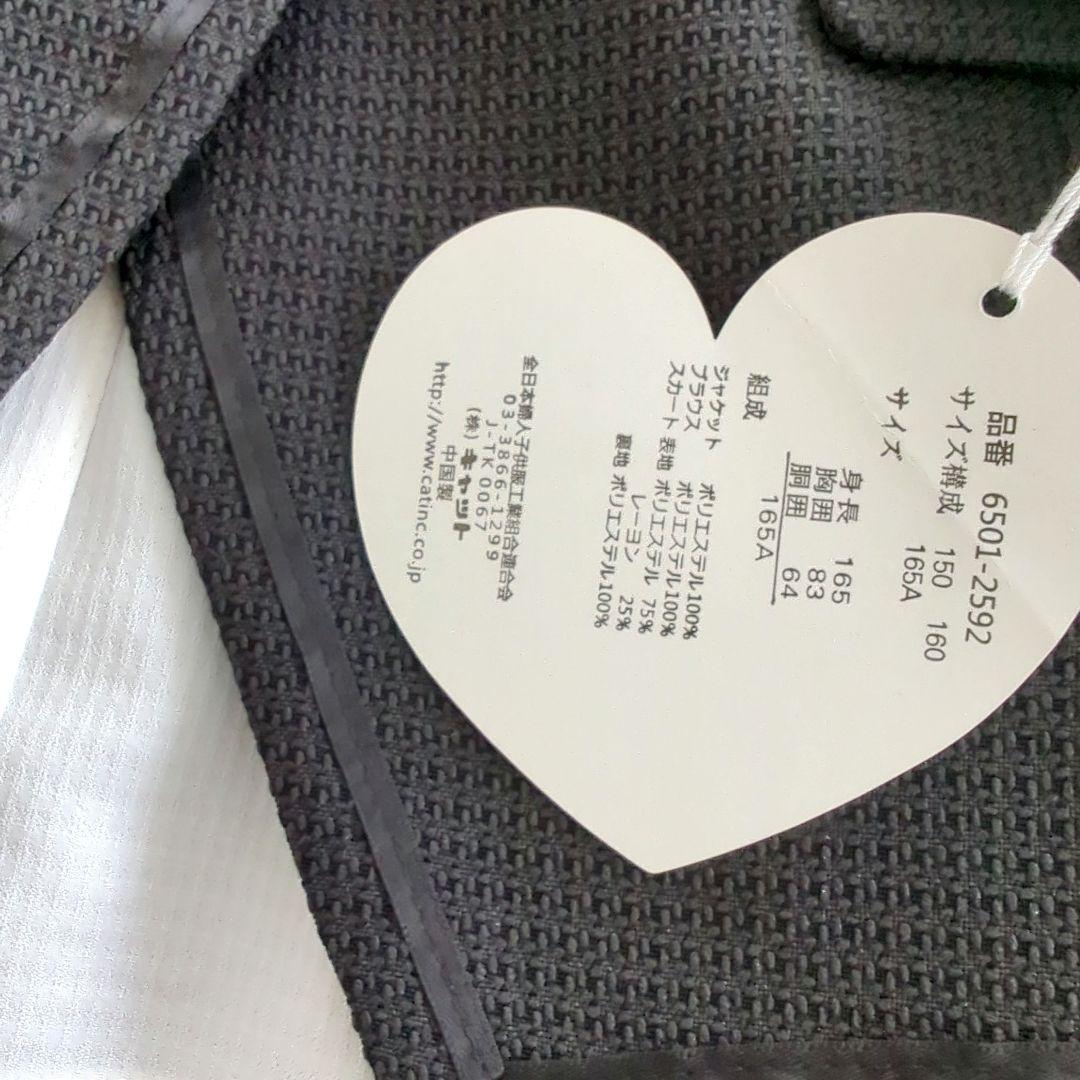 品番 6501-2592
サイズ構成 150 160
165A
サイズ
身長 165
胸囲 83
胴囲 64
165A
組成
ジャケット ポリエステル100%
ブラウス ポリエステル100%
スカート 表地 ポリエステル 75%
レーヨン 25%
裏地 ポリエステル100%
全日本婦人子供服工業組合連合会
03-3866-1299
J-TK0067
(株)キャット
中国製
http://www.catinc.co.jp